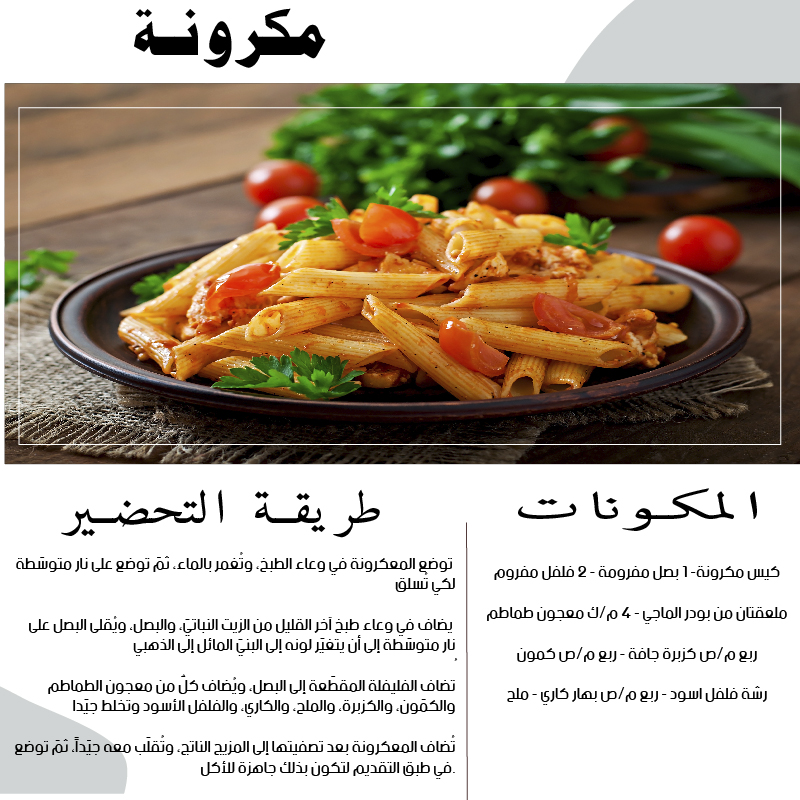 مكرونة
المكونات
كيس مكرونة- 1 بصل مفرومة - 2 فلفل مفروم
ملعقتان من بودر الماجي - 4 م/ك معجون طماطم
ربع م/ص كزبرة جافة - ربع م/ص كمون
رشة فلفل اسود - ربع م/ص بهار كاري - ملح
طريقة التحضير
توضع المعكرونة في وعاء الطبخ، وتُغمر بالماء، ثمّ توضع على نار متوسّطة
لكي تُسلق
يضاف في وعاء طبخ آخر القليل من الزيت النباتيّ، والبصل، ويُقلى البصل على
نار متوسّطة إلى أن يتغيّر لونه إلى البنيّ المائل إلى الذهبي
تضاف الفليفلة المقطّعة إلى البصل، ويُضاف كلٌ من معجون الطماطم
والكمّون، والكزبرة، والملح، والكاري، والفلفل الأسود وتخلط جيّدا
تُضاف المعكرونة بعد تصفيتها إلى المزيج الناتج، وتُقلّب معه جيّداً، ثمّ توضع
.في طبق التقديم لتكون بذلك جاهزة للأكل